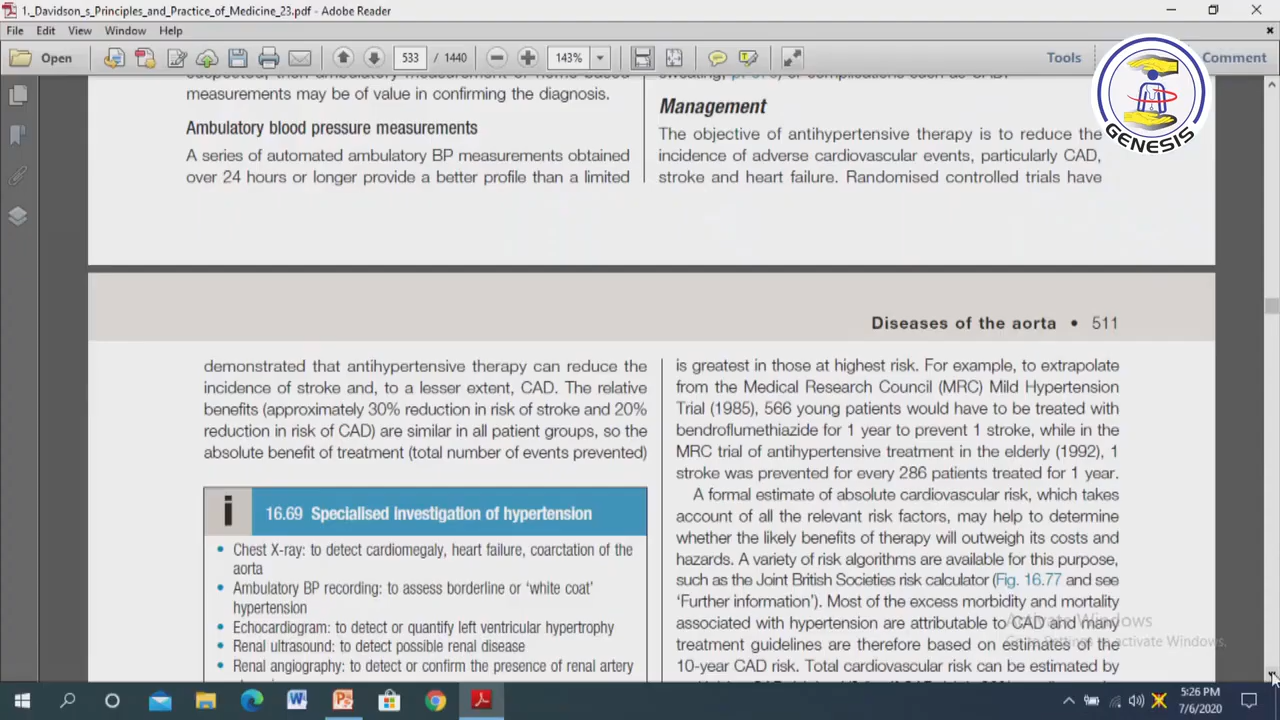 1._Davidson_s_Principles_and_Practice_of_Medicine_23.pdf - Adobe Reader
File Edit View Window Help
Open
533 / 1440
143%
Tools
Comment
GENESIS
measurements may be of value in confirming the diagnosis.
Ambulatory blood pressure measurements
A series of automated ambulatory BP measurements obtained
over 24 hours or longer provide a better profile than a limited
Management
The objective of antihypertensive therapy is to reduce the
incidence of adverse cardiovascular events, particularly CAD,
stroke and heart failure. Randomised controlled trials have
Diseases of the aorta • 511
demonstrated that antihypertensive therapy can reduce the
incidence of stroke and, to a lesser extent, CAD. The relative
benefits (approximately 30% reduction in risk of stroke and 20%
reduction in risk of CAD) are similar in all patient groups, so the
absolute benefit of treatment (total number of events prevented)
i 16.69 Specialised investigation of hypertension
• Chest X-ray: to detect cardiomegaly, heart failure, coarctation of the
aorta
• Ambulatory BP recording: to assess borderline or ‘white coat’
hypertension
• Echocardiogram: to detect or quantify left ventricular hypertrophy
• Renal ultrasound: to detect possible renal disease
• Renal angiography: to detect or confirm the presence of renal artery
is greatest in those at highest risk. For example, to extrapolate
from the Medical Research Council (MRC) Mild Hypertension
Trial (1985), 566 young patients would have to be treated with
bendroflumethiazide for 1 year to prevent 1 stroke, while in the
MRC trial of antihypertensive treatment in the elderly (1992), 1
stroke was prevented for every 286 patients treated for 1 year.
A formal estimate of absolute cardiovascular risk, which takes
account of all the relevant risk factors, may help to determine
whether the likely benefits of therapy will outweigh its costs and
hazards. A variety of risk algorithms are available for this purpose,
such as the Joint British Societies risk calculator (Fig. 16.77 and see
‘Further information’). Most of the excess morbidity and mortality
associated with hypertension are attributable to CAD and many
treatment guidelines are therefore based on estimates of the
10-year CAD risk. Total cardiovascular risk can be estimated by
Activate Windows
Go to Settings to activate Windows.
5:26 PM
7/6/2020